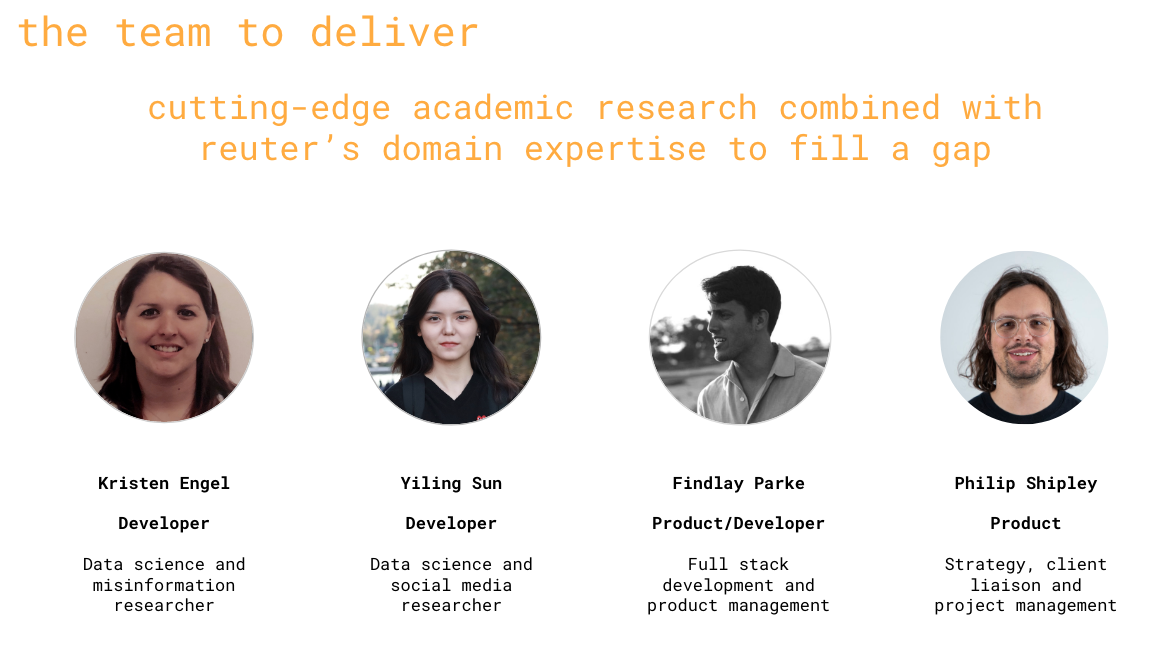 the team to deliver
cutting-edge academic research combined with
reuter’s domain expertise to fill a gap
Kristen Engel
Developer
Data science and
misinformation
researcher
Yiling Sun
Developer
Data science and
social media
researcher
Findlay Parke
Product/Developer
Full stack
development and
product management
Philip Shipley
Product
Strategy, client
liaison and
project management